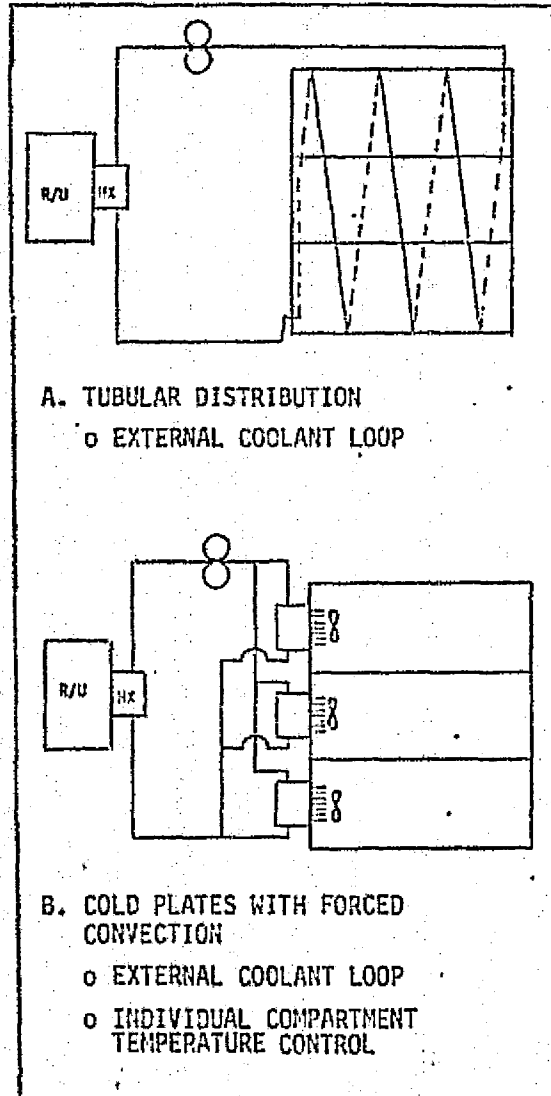 R/U HX
A. TUBULAR DISTRIBUTION
o EXTERNAL COOLANT LOOP
R/U HX
B. COLD PLATES WITH FORCED
CONVECTION
o EXTERNAL COOLANT LOOP
o INDIVIDUAL COMPARTMENT
TEMPERATURE CONTROL